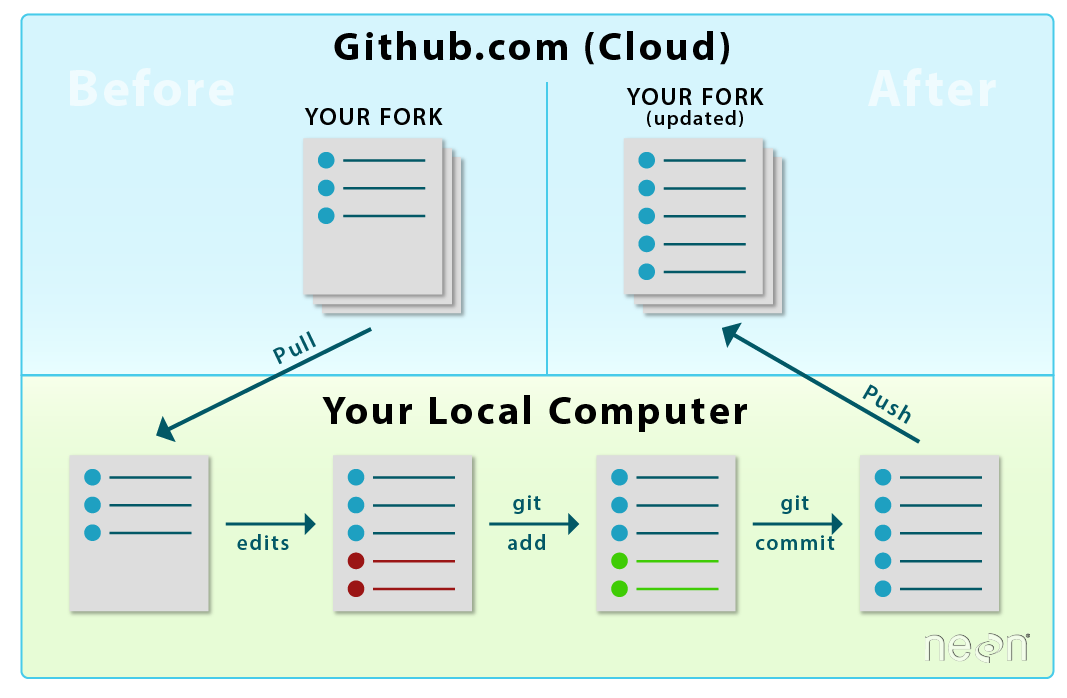 Github.com (Cloud)
Before
After
YOUR FORK
YOUR FORK
(updated)
Pull
Push
Your Local Computer
edits
git
add
git
commit
neon